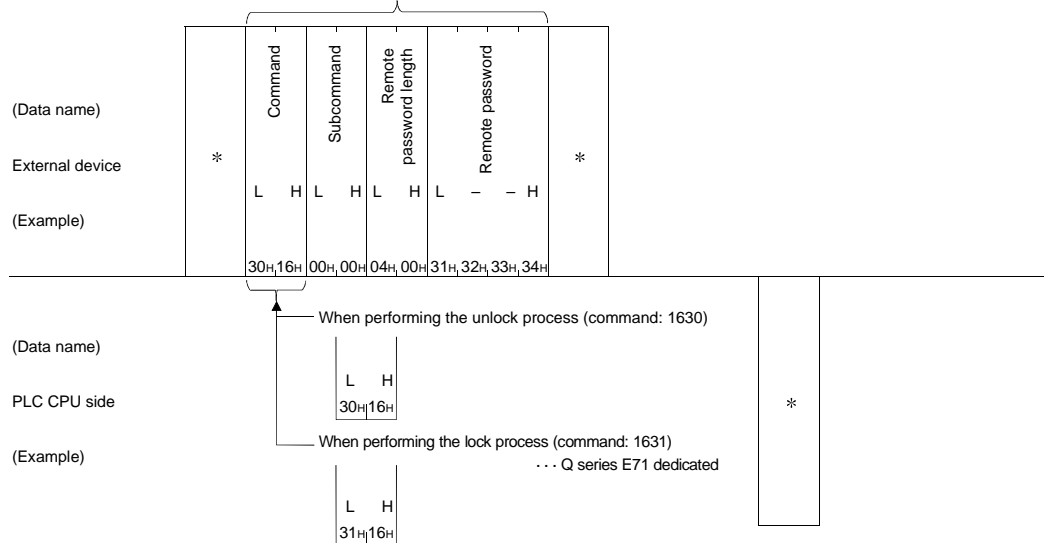 Command
Subcommand
Remote
password length
Remote password
(Data name)
External device
*
*
L H L H L H L – – H
(Example)
30H 16H 00H 00H 04H 00H 31H 32H 33H 34H
When performing the unlock process (command: 1630)
(Data name)
L H
PLC CPU side
30H 16H
*
When performing the lock process (command: 1631)
(Example)
··· Q series E71 dedicated
L H
31H 16H